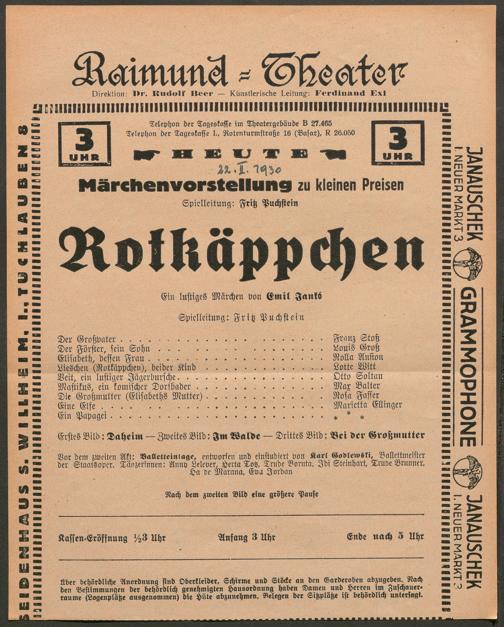 Raimund-Theater
Direktion: Dr. Rudolf Beer — Künstlerische Leitung: Ferdinand Exl
Telephon der Tageskasse im Theatergebäude B 27.465
Telephon der Tageskasse I., Rotenturmstraße 16 (Bazar), R 26.050
3 UHR
HEUTE
3 UHR
22. II. 1930
Märchenvorstellung zu kleinen Preisen
Spielleitung: Fritz Puchstein
Rotkäppchen
Ein lustiges Märchen von Emil Jankó
Spielleitung: Fritz Puchstein
Der Großvater . . . Franz Stoß
Der Förster, sein Sohn . . . Louis Groß
Elisabeth, dessen Frau . . . Rolla Anston
Lieschen (Rotkäppchen), beider Kind . . . Lotte Witt
Veit, ein lustiger Jägerbursche . . . Otto Soltau
Mastikus, ein komischer Dorfbader . . . Max Balter
Die Großmutter (Elisabeths Mutter) . . . Rosa Fasser
Eine Elfe . . . Marietta Ellinger
Ein Papagei . . . * * *
Erstes Bild: Daheim — Zweites Bild: Im Walde — Drittes Bild: Bei der Großmutter
Vor dem zweiten Akt: Balletteinlage, entworfen und einstudiert von Karl Godlewski, Ballettmeister
der Staatsoper. Tänzerinnen: Anny Helever, Herta Totz, Trude Boruta, Idi Steinhart, Trude Brunner,
Ila de Marana, Eva Jordan
Nach dem zweiten Bild eine größere Pause
Kassen-Eröffnung ½3 Uhr Anfang 3 Uhr Ende nach 5 Uhr
Über behördliche Anordnung sind Oberkleider, Schirme und Stöcke an den Garderoben abzugeben. Nach
den Bestimmungen der behördlich genehmigten Hausordnung haben Damen und Herren im Zuschauer-
raume (Logenplätze ausgenommen) die Hüte abzunehmen. Belegen der Sitzplätze ist behördlich untersagt.
SEIDENHAUS S. WILLHEIM, I., TUCHLAUBEN 8
JANAUSCHEK
I. NEUER MARKT 3
GRAMMOPHONE
JANAUSCHEK
I. NEUER MARKT 3